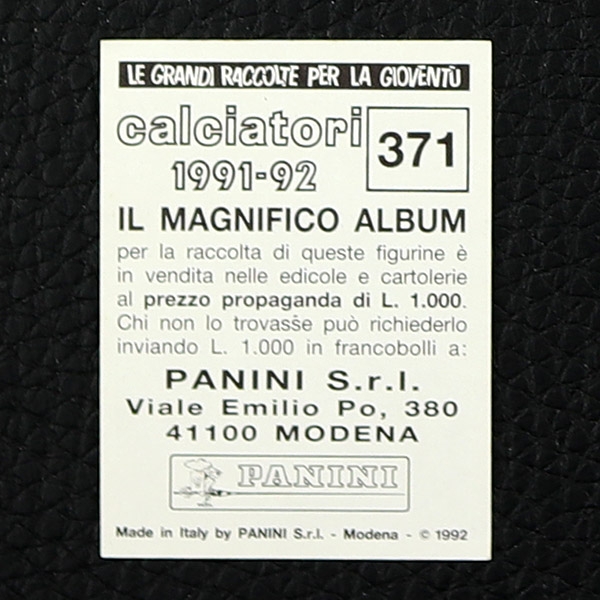 LE GRANDI RACCOLTE PER LA GIOVENTÙ
calciatori
1991-92
371
IL MAGNIFICO ALBUM
per la raccolta di queste figurine è
in vendita nelle edicole e cartolerie
al prezzo propaganda di L. 1.000.
Chi non lo trovasse può richiederlo
inviando L. 1.000 in francobolli a:
PANINI S.r.l.
Viale Emilio Po, 380
41100 MODENA
PANINI
Made in Italy by PANINI S.r.l. - Modena - © 1992